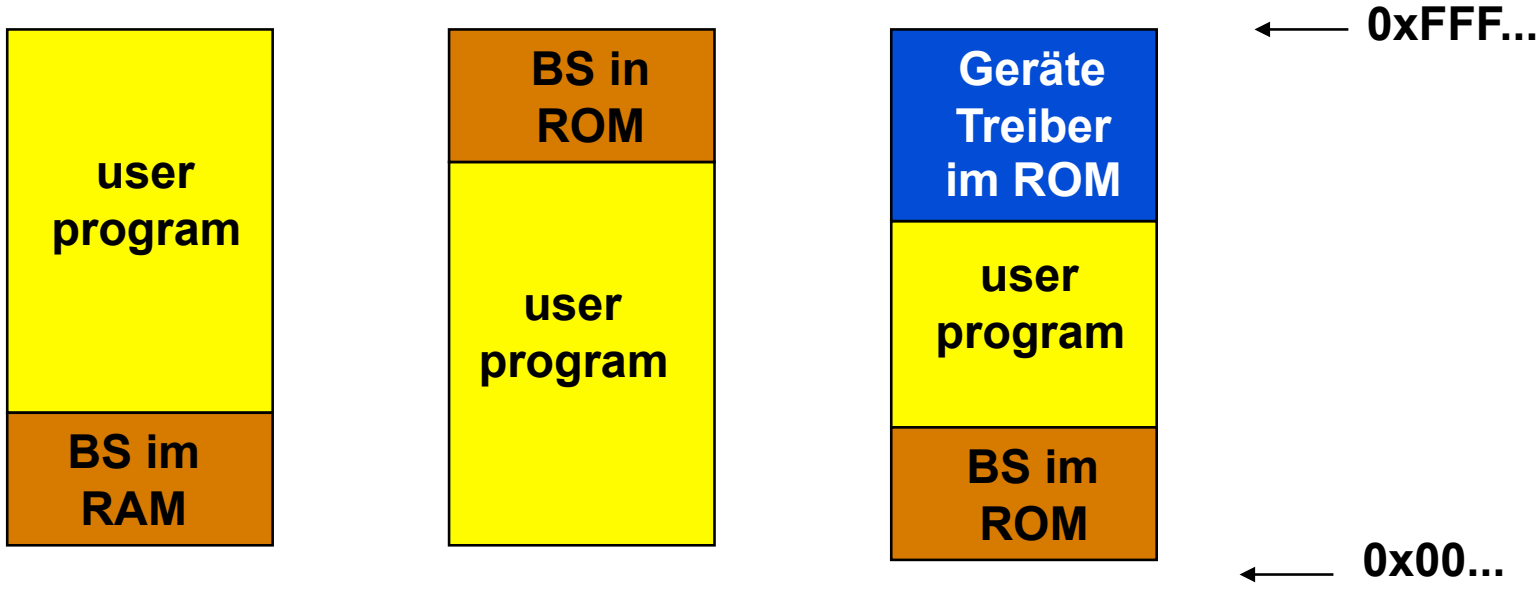 user
program
BS im
RAM
BS in
ROM
user
program
Geräte
Treiber
im ROM
user
program
BS im
ROM
0xFFF...
0x00...